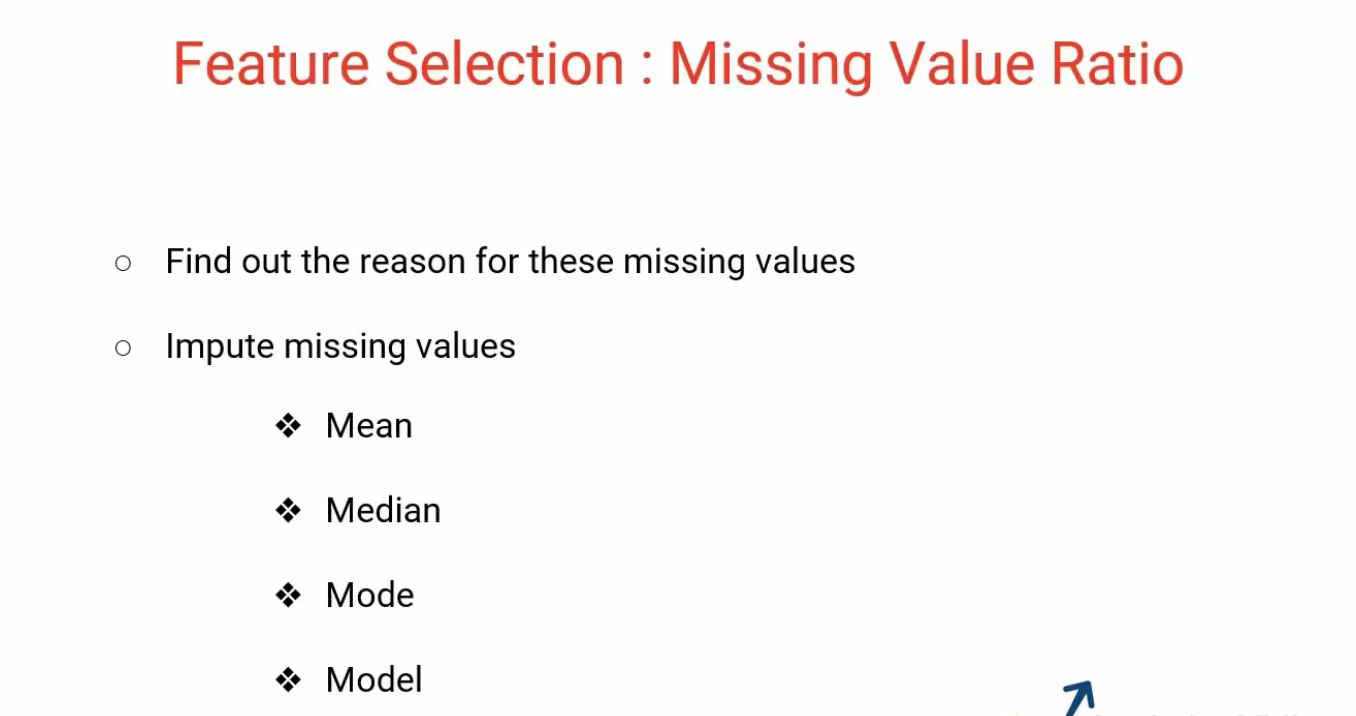 Feature Selection : Missing Value Ratio
○ Find out the reason for these missing values
○ Impute missing values
❖ Mean
❖ Median
❖ Mode
❖ Model